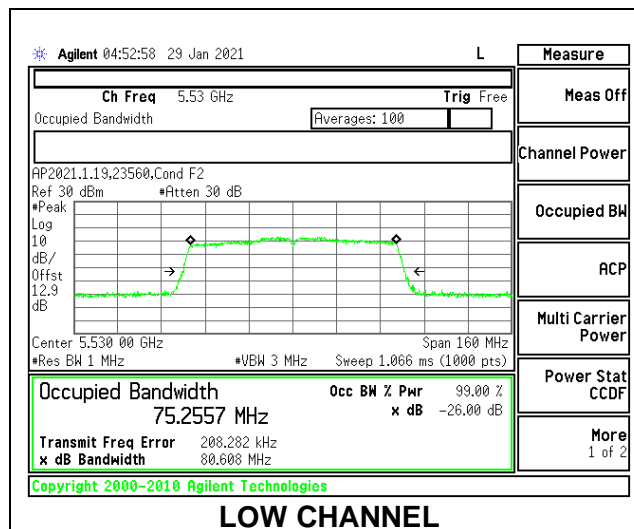 Agilent 04:52:58 29 Jan 2021 L
Measure
Meas Off
Channel Power
Occupied BW
ACP
Multi Carrier
Power
Power Stat
CCDF
More
1 of 2
Ch Freq 5.53 GHz Trig Free
Occupied Bandwidth Averages: 100
AP2021.1.19,23560,Cond F2
Ref 30 dBm #Atten 30 dB
#Peak
Log
10
dB/
Offst
12.9
dB
Center 5.530 00 GHz Span 160 MHz
#Res BW 1 MHz #VBW 3 MHz Sweep 1.066 ms (1000 pts)
Occupied Bandwidth Occ BW % Pwr 99.00 %
75.2557 MHz x dB -26.00 dB
Transmit Freq Error 208.282 kHz
x dB Bandwidth 80.608 MHz
Copyright 2000-2010 Agilent Technologies
LOW CHANNEL